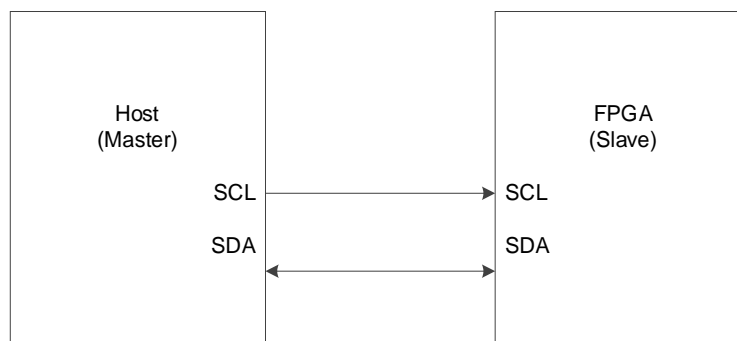 Host
(Master)
FPGA
(Slave)
SCL
SCL
SDA
SDA